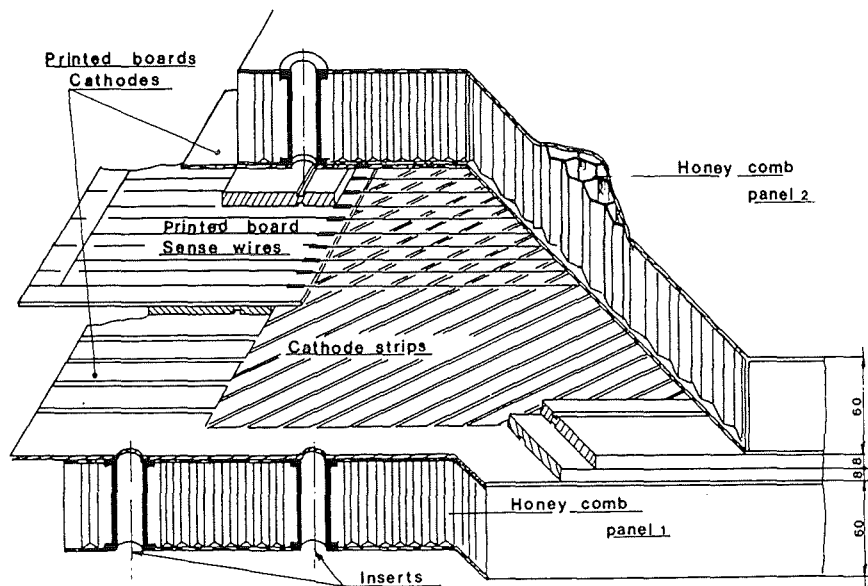 Printed boards
Cathodes
Honey comb
panel 2
Printed board
Sense wires
Cathode strips
60
8
8
60
Honey comb
panel 1
Inserts